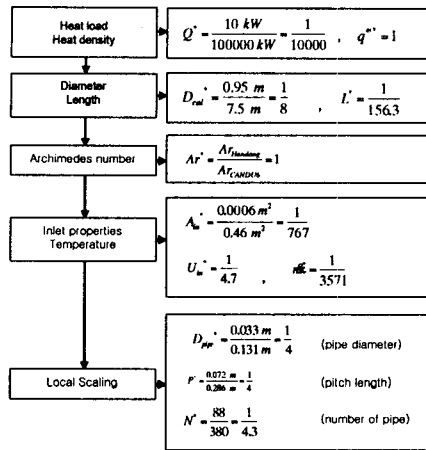 Heat load
Heat density
Q* = 10 kW / 100000 kW = 1 / 10000 , q'''* = 1
Diameter
Length
D_cal* = 0.95 m / 7.5 m = 1 / 8 , L* = 1 / 156.3
Archimedes number
Ar* = Ar_Handong / Ar_CANDU6 = 1
Inlet properties
Temperature
A_in* = 0.0006 m² / 0.46 m² = 1 / 767
U_in* = 1 / 4.7 , = 1 / 3571
Local Scaling
D_pipe* = 0.033 m / 0.131 m = 1 / 4 (pipe diameter)
P* = 0.072 m / 0.286 m = 1 / 4 (pitch length)
N* = 88 / 380 = 1 / 4.3 (number of pipe)